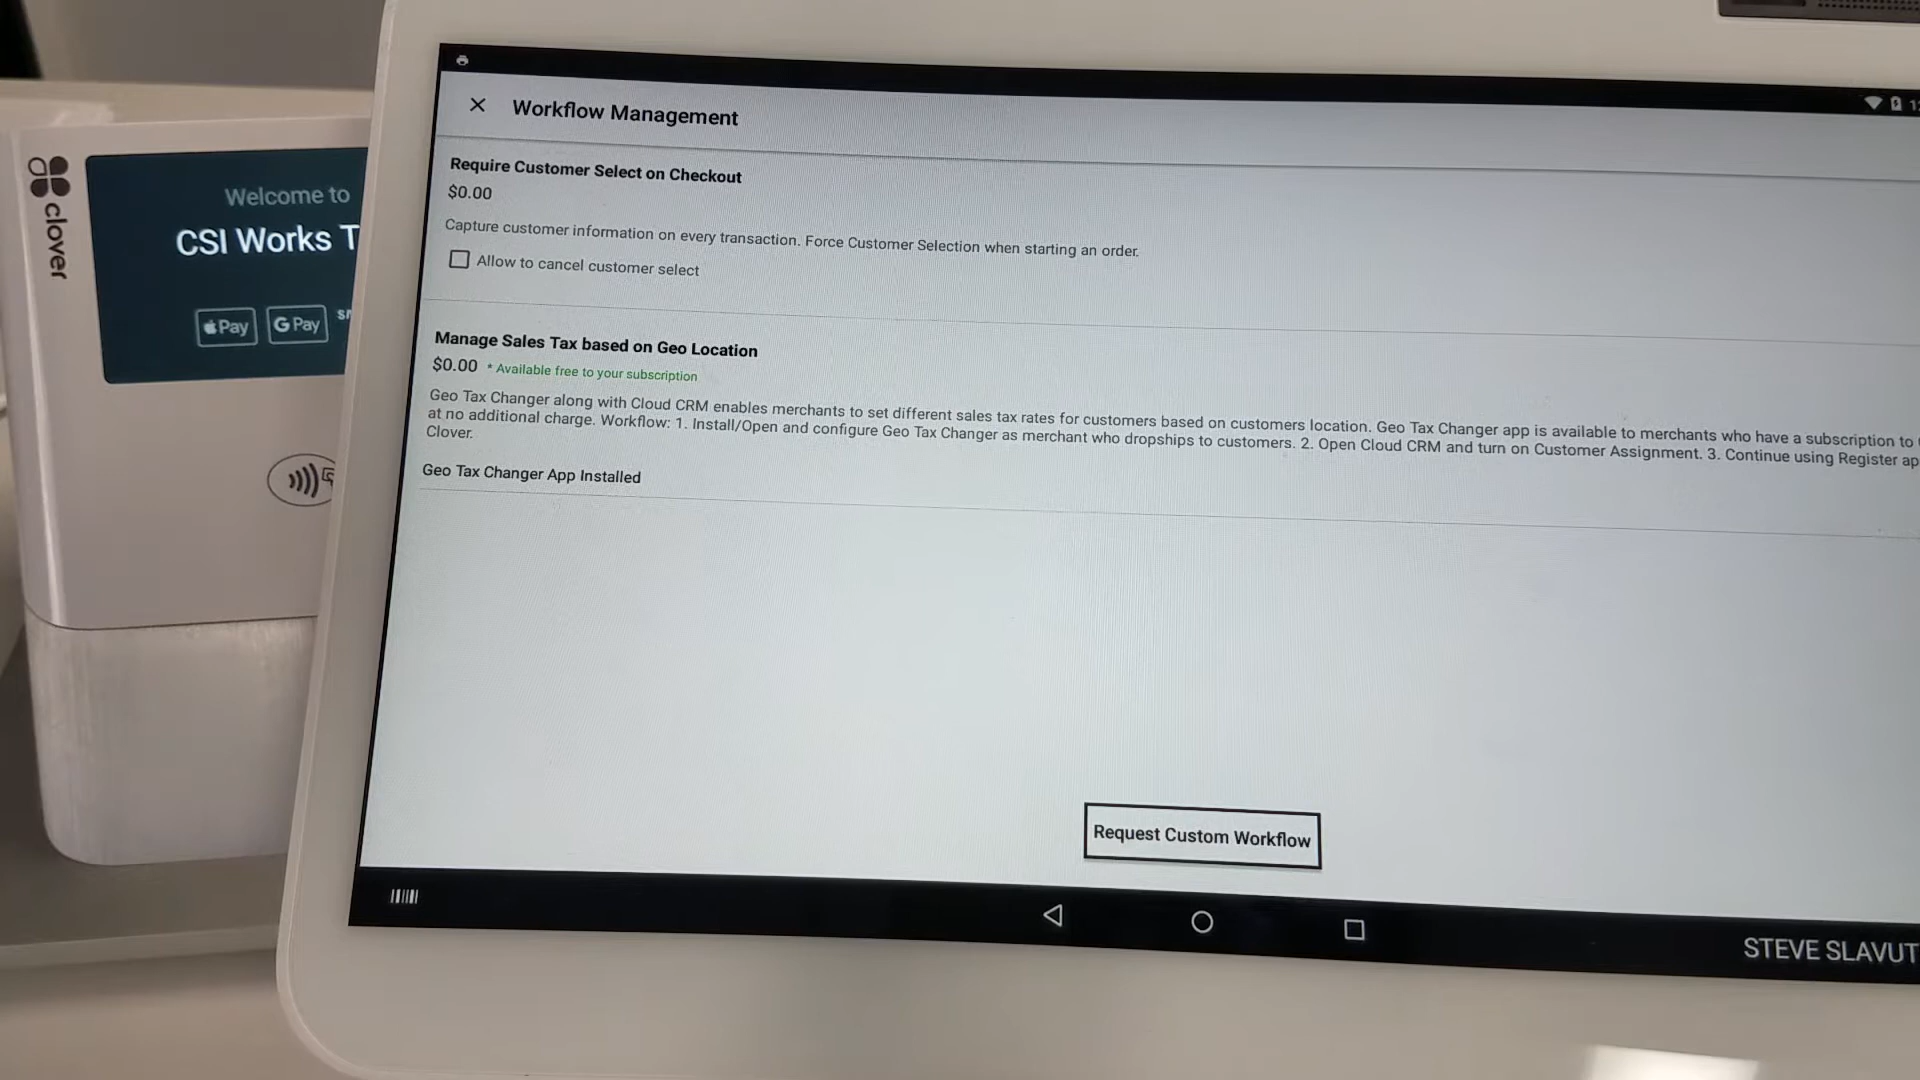 Workflow Management
Require Customer Select on Checkout
$0.00
Capture customer information on every transaction. Force Customer Selection when starting an order.
Allow to cancel customer select
Manage Sales Tax based on Geo Location
$0.00 * Available free to your subscription
Geo Tax Changer along with Cloud CRM enables merchants to set different sales tax rates for customers based on customers location. Geo Tax Changer app is available to merchants who have a subscription to
at no additional charge. Workflow: 1. Install/Open and configure Geo Tax Changer as merchant who dropships to customers. 2. Open Cloud CRM and turn on Customer Assignment. 3. Continue using Register
Clover.
Geo Tax Changer App Installed
Request Custom Workflow
STEVE SLAVUT
clover
Welcome to
CSI Works T
Pay
G Pay